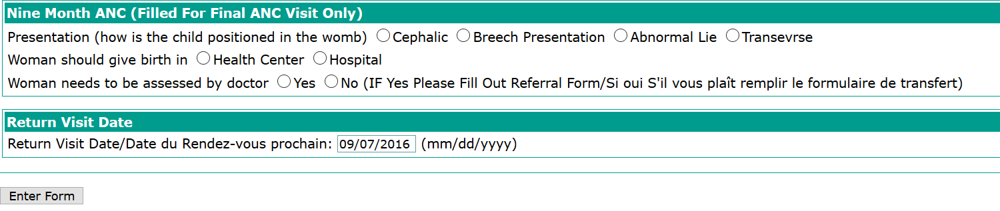 Nine Month ANC (Filled For Final ANC Visit Only)
Presentation (how is the child positioned in the womb) Cephalic Breech Presentation Abnormal Lie Transevrse
Woman should give birth in Health Center Hospital
Woman needs to be assessed by doctor Yes No (IF Yes Please Fill Out Referral Form/Si oui S'il vous plaît remplir le formulaire de transfert)
Return Visit Date
Return Visit Date/Date du Rendez-vous prochain: 09/07/2016 (mm/dd/yyyy)
Enter Form